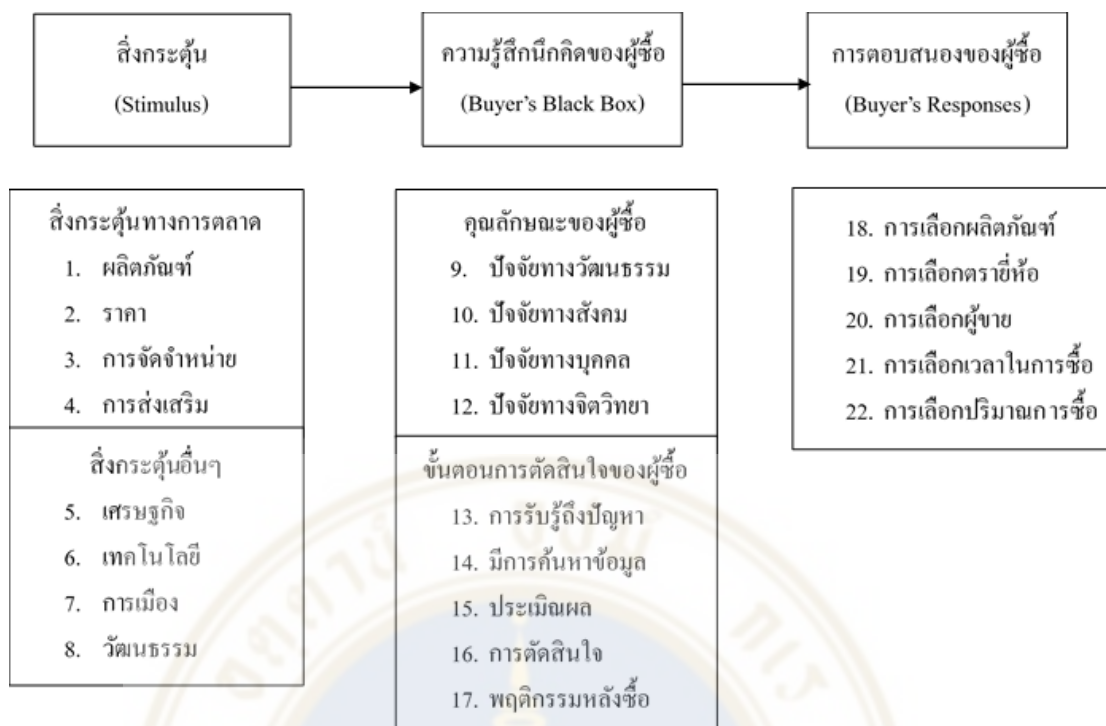 สิ่งกระตุ้น
(Stimulus)
ความรู้สึกนึกคิดของผู้ซื้อ
(Buyer's Black Box)
การตอบสนองของผู้ซื้อ
(Buyer's Responses)
สิ่งกระตุ้นทางการตลาด
1. ผลิตภัณฑ์
2. ราคา
3. การจัดจำหน่าย
4. การส่งเสริม
สิ่งกระตุ้นอื่นๆ
5. เศรษฐกิจ
6. เทคโนโลยี
7. การเมือง
8. วัฒนธรรม
คุณลักษณะของผู้ซื้อ
9. ปัจจัยทางวัฒนธรรม
10. ปัจจัยทางสังคม
11. ปัจจัยทางบุคคล
12. ปัจจัยทางจิตวิทยา
ขั้นตอนการตัดสินใจของผู้ซื้อ
13. การรับรู้ถึงปัญหา
14. มีการค้นหาข้อมูล
15. ประเมิณผล
16. การตัดสินใจ
17. พฤติกรรมหลังซื้อ
18. การเลือกผลิตภัณฑ์
19. การเลือกตรายี่ห้อ
20. การเลือกผู้ขาย
21. การเลือกเวลาในการซื้อ
22. การเลือกปริมาณการซื้อ